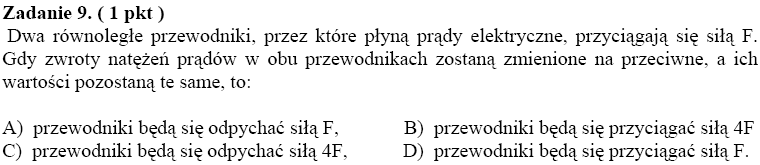 Zadanie 9. ( 1 pkt )
Dwa równoległe przewodniki, przez które płyną prądy elektryczne, przyciągają się siłą F.
Gdy zwroty natężeń prądów w obu przewodnikach zostaną zmienione na przeciwne, a ich
wartości pozostaną te same, to:
A) przewodniki będą się odpychać siłą F, B) przewodniki będą się przyciągać siłą 4F
C) przewodniki będą się odpychać siłą 4F, D) przewodniki będą się przyciągać siłą F.